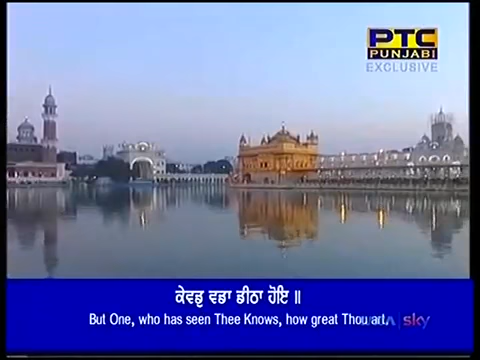 PTC
PUNJABI
EXCLUSIVE
ਕੇਵਡੁ ਵਡਾ ਡੀਠਾ ਹੋਇ ॥
But One, who has seen Thee Knows, how great Thou art.
sky